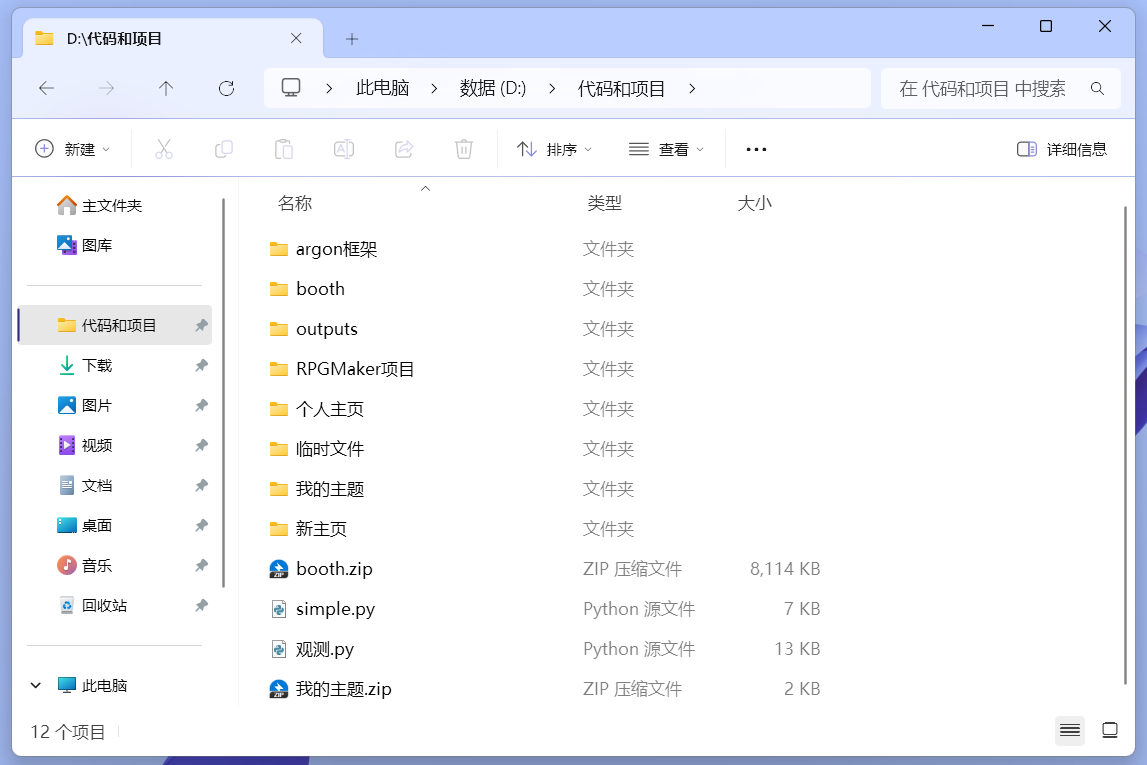 D:\代码和项目
此电脑 数据 (D:) 代码和项目
在 代码和项目 中搜索
新建 排序 查看 详细信息
主文件夹
图库
代码和项目
下载
图片
视频
文档
桌面
音乐
回收站
此电脑
名称 类型 大小
argon框架 文件夹
booth 文件夹
outputs 文件夹
RPGMaker项目 文件夹
个人主页 文件夹
临时文件 文件夹
我的主题 文件夹
新主页 文件夹
booth.zip ZIP 压缩文件 8,114 KB
simple.py Python 源文件 7 KB
观测.py Python 源文件 13 KB
我的主题.zip ZIP 压缩文件 2 KB
12 个项目